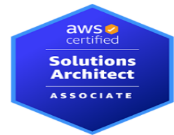 aws
certified
Solutions
Architect
ASSOCIATE